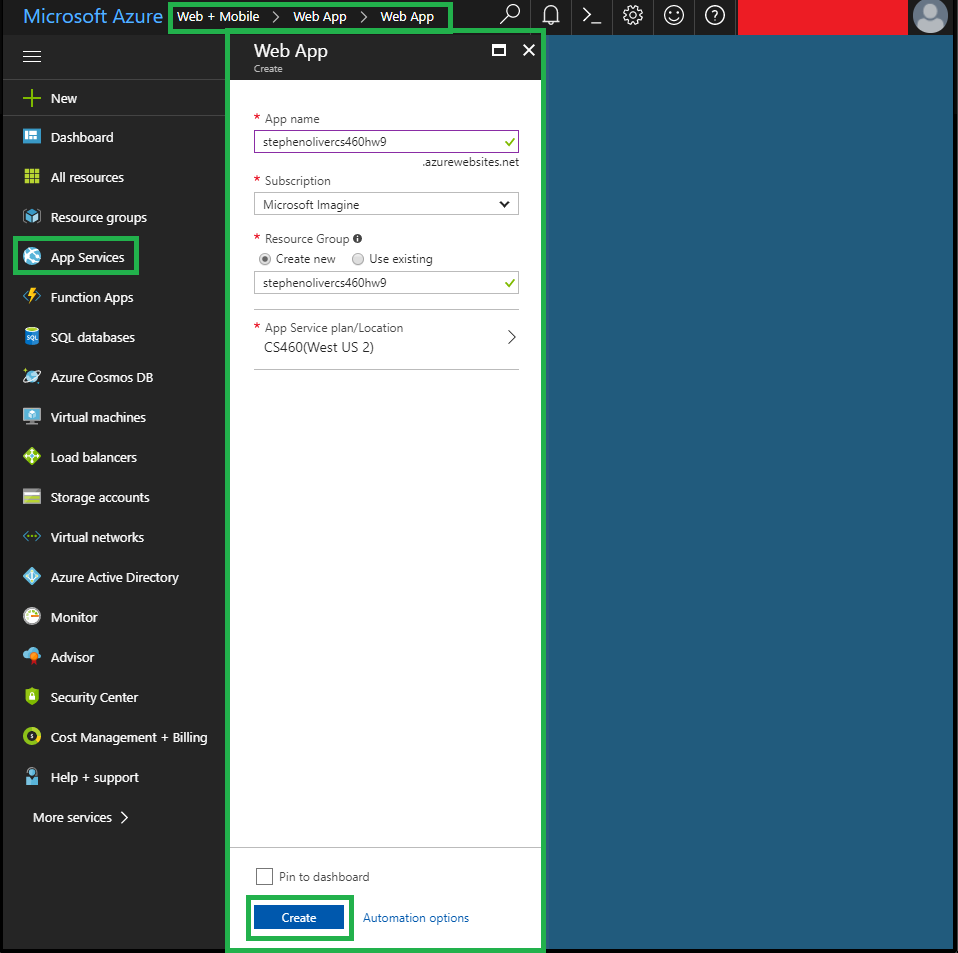 Microsoft Azure Web + Mobile > Web App > Web App
Web App
Create
New
Dashboard
All resources
Resource groups
App Services
Function Apps
SQL databases
Azure Cosmos DB
Virtual machines
Load balancers
Storage accounts
Virtual networks
Azure Active Directory
Monitor
Advisor
Security Center
Cost Management + Billing
Help + support
More services >
* App name
stephenolivercs460hw9
.azurewebsites.net
* Subscription
Microsoft Imagine
* Resource Group
Create new Use existing
stephenolivercs460hw9
* App Service plan/Location
CS460(West US 2)
Pin to dashboard
Create Automation options